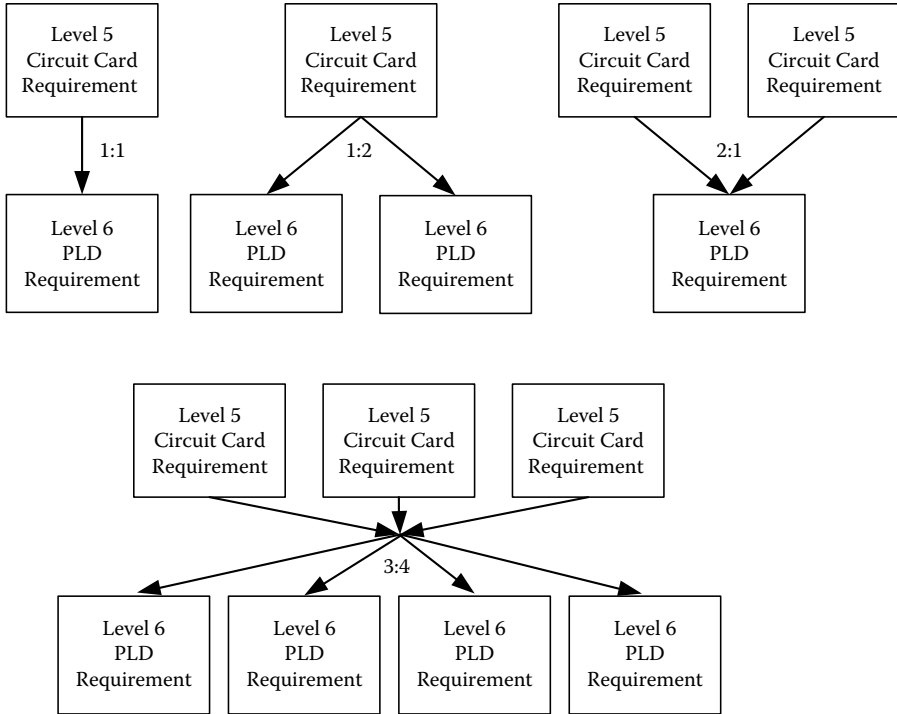 Level 5
Circuit Card
Requirement
Level 5
Circuit Card
Requirement
Level 5
Circuit Card
Requirement
Level 5
Circuit Card
Requirement
1:1
1:2
2:1
Level 6
PLD
Requirement
Level 6
PLD
Requirement
Level 6
PLD
Requirement
Level 6
PLD
Requirement
Level 5
Circuit Card
Requirement
Level 5
Circuit Card
Requirement
Level 5
Circuit Card
Requirement
3:4
Level 6
PLD
Requirement
Level 6
PLD
Requirement
Level 6
PLD
Requirement
Level 6
PLD
Requirement